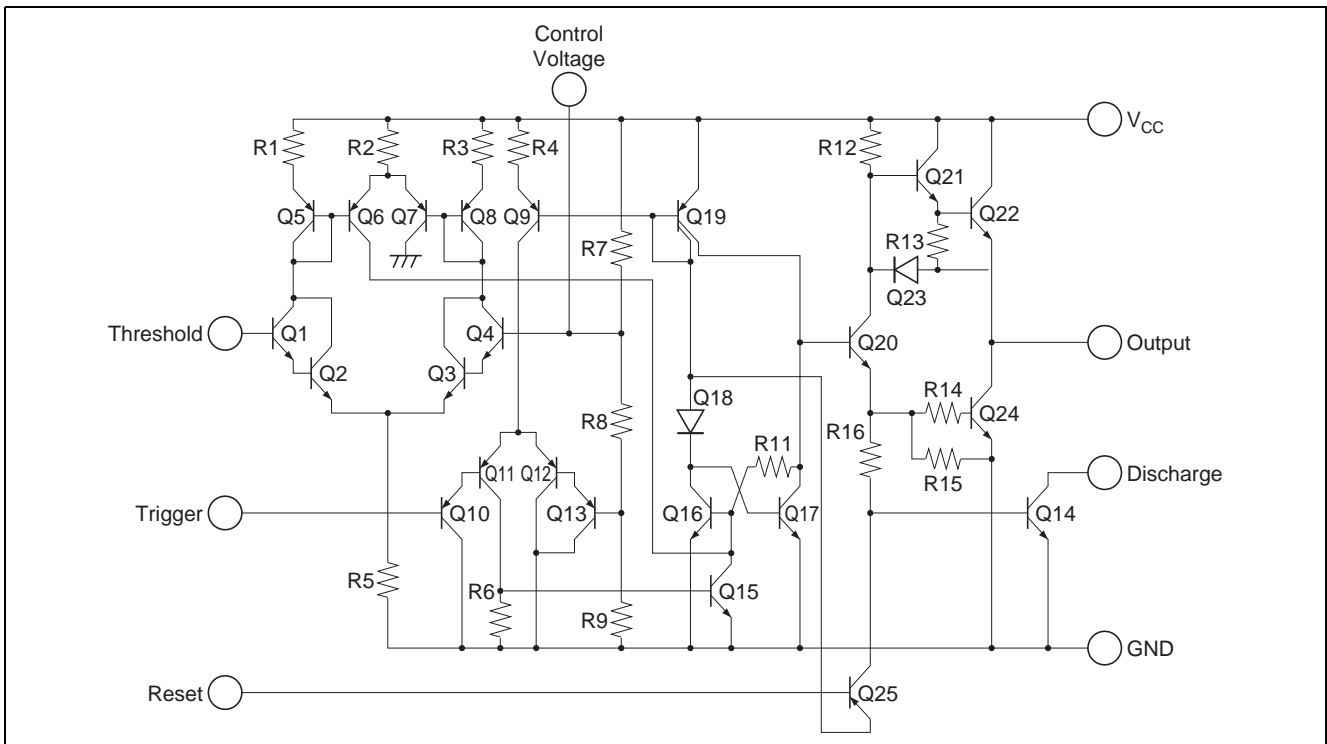 Control
Voltage
V_CC
R1
R2
R3
R4
R12
Q21
Q5
Q6
Q7
Q8
Q9
Q19
Q22
R7
R13
Q23
Threshold
Q1
Q4
Q20
Output
Q2
Q3
Q18
R14
Q24
R8
R16
R11
R15
Discharge
Q11
Q12
Trigger
Q10
Q13
Q16
Q17
Q14
R5
R6
R9
Q15
GND
Reset
Q25